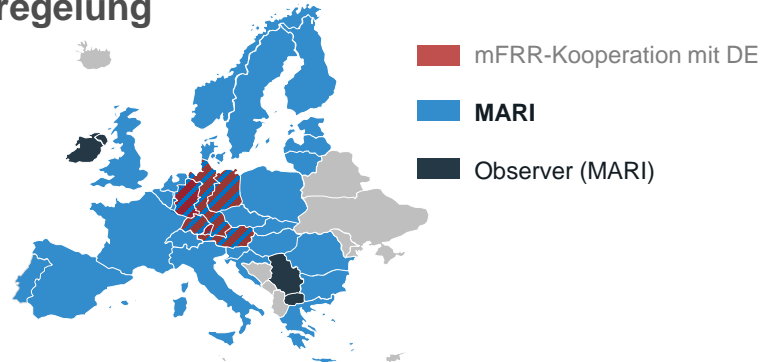 regelung
mFRR-Kooperation mit DE
MARI
Observer (MARI)